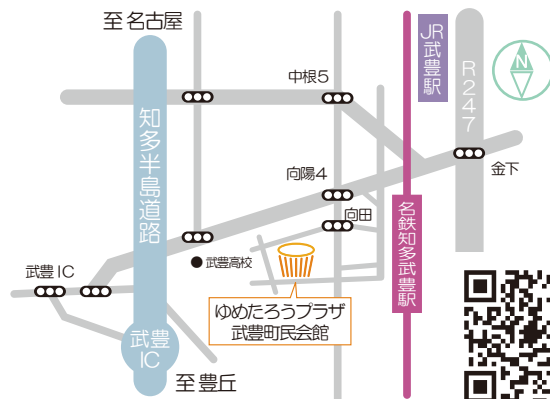 至名古屋
JR武豊駅
N
R247
中根5
知多半島道路
金下
向陽4
向田
名鉄知多武豊駅
武豊IC
武豊高校
ゆめたろうプラザ
武豊町民会館
武豊
IC
至豊丘